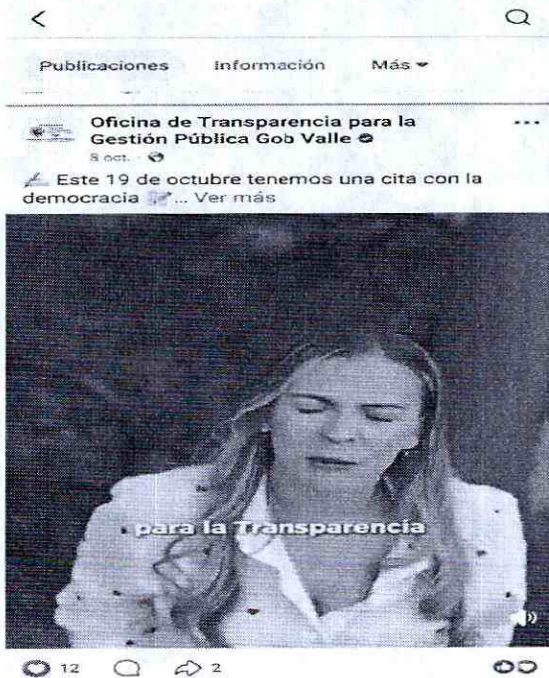 Publicaciones Información Más
Oficina de Transparencia para la
Gestión Pública Gob Valle
8 oct.
Este 19 de octubre tenemos una cita con la
democracia ... Ver más
para la Transparencia
12 2